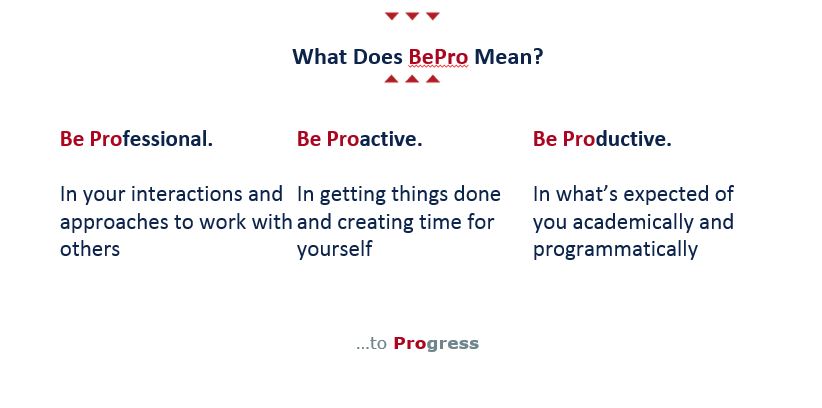 What Does BePro Mean?
Be Professional.
In your interactions and
approaches to work with
others
Be Proactive.
In getting things done
and creating time for
yourself
Be Productive.
In what’s expected of
you academically and
programmatically
...to Progress